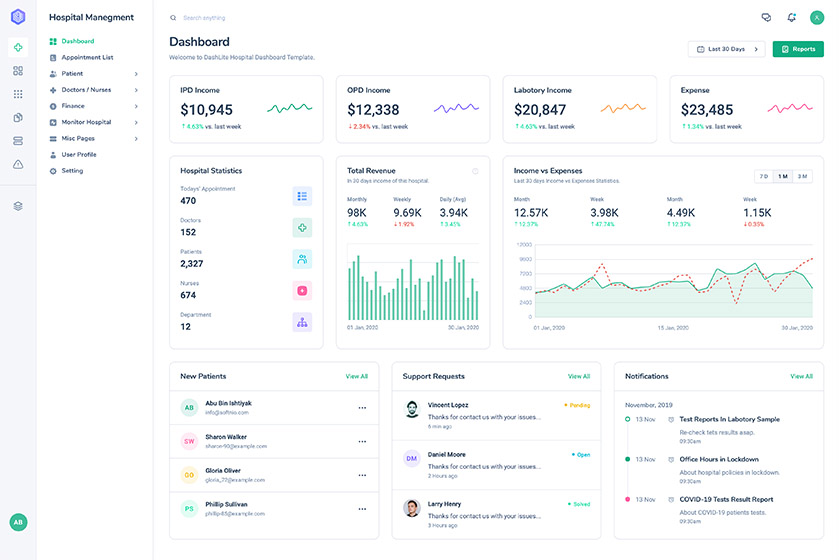 Hospital Manegment
Search anything
Dashboard
Appointment List
Patient
Doctors / Nurses
Finance
Monitor Hospital
Misc Pages
User Profile
Setting
AB
Dashboard
Welcome to DashLite Hospital Dashboard Template.
Last 30 Days
Reports
IPD Income
$10,945
↑ 4.63% vs. last week
OPD Income
$12,338
↓ 2.34% vs. last week
Labotory Income
$20,847
↑ 4.63% vs. last week
Expense
$23,485
↑ 1.34% vs. last week
Hospital Statistics
Todays' Appointment
470
Doctors
152
Patients
2,327
Nurses
674
Department
12
Total Revenue
In 30 days income of the hospital.
Monthly
98K
↑ 4.63%
Weekly
9.69K
↓ 1.92%
Daily (Avg)
3.94K
↑ 3.45%
01 Jan, 2020
30 Jan, 2020
Income vs Expenses
Last 30 days Income vs Expenses Statistics.
7 D
1 M
3 M
Month
12.57K
↑ 12.37%
Week
3.98K
↑ 47.74%
Month
4.49K
↑ 12.37%
Week
1.15K
↓ 0.35%
12000
9600
7200
4800
2400
0
01 Jan, 2020
15 Jan, 2020
30 Jan, 2020
New Patients
View All
AB
Abu Bin Ishtiyak
info@softnio.com
SW
Sharon Walker
sharon-90@example.com
GO
Gloria Oliver
gloria_72@example.com
PS
Phillip Sullivan
Support Requests
View All
Vincent Lopez
Pending
Thanks for contact us with your issues...
6 min ago
DM
Daniel Moore
Open
Thanks for contact us with your issues...
2 Hours ago
Larry Henry
Solved
Thanks for contact us with your issues...
3 Hours ago
Notifications
View All
November, 2019
13 Nov
Test Reports In Labotory Sample
Re-check tets results asap.
09:30am
13 Nov
Office Hours in Lockdown
About hospital policies in lockdown.
09:30am
13 Nov
COVID-19 Tests Result Report
About COVID-19 patients tests.
09:30am